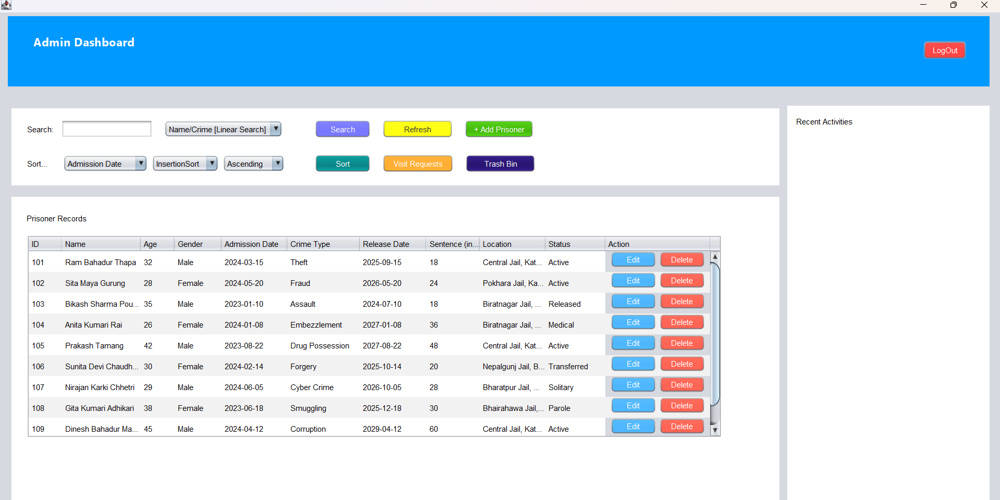 Admin Dashboard
LogOut
Search: Name/Crime [Linear Search] Search Refresh + Add Prisoner
Sort... Admission Date InsertionSort Ascending Sort Visit Requests Trash Bin
Recent Activities
Prisoner Records
ID Name Age Gender Admission Date Crime Type Release Date Sentence (in... Location Status Action
101 Ram Bahadur Thapa 32 Male 2024-03-15 Theft 2025-09-15 18 Central Jail, Kat... Active Edit Delete
102 Sita Maya Gurung 28 Female 2024-05-20 Fraud 2026-05-20 24 Pokhara Jail, Ka... Active Edit Delete
103 Bikash Sharma Pou... 35 Male 2023-01-10 Assault 2024-07-10 18 Biratnagar Jail, ... Released Edit Delete
104 Anita Kumari Rai 26 Female 2024-01-08 Embezzlement 2027-01-08 36 Biratnagar Jail, ... Medical Edit Delete
105 Prakash Tamang 42 Male 2023-08-22 Drug Possession 2027-08-22 48 Central Jail, Kat... Active Edit Delete
106 Sunita Devi Chaudh... 30 Female 2024-02-14 Forgery 2025-10-14 20 Nepalgunj Jail, B... Transferred Edit Delete
107 Nirajan Karki Chhetri 29 Male 2024-06-05 Cyber Crime 2026-10-05 28 Bharatpur Jail, ... Solitary Edit Delete
108 Gita Kumari Adhikari 38 Female 2023-06-18 Smuggling 2025-12-18 30 Bhairahawa Jail,... Parole Edit Delete
109 Dinesh Bahadur Ma... 45 Male 2024-04-12 Corruption 2029-04-12 60 Central Jail, Kat... Active Edit Delete